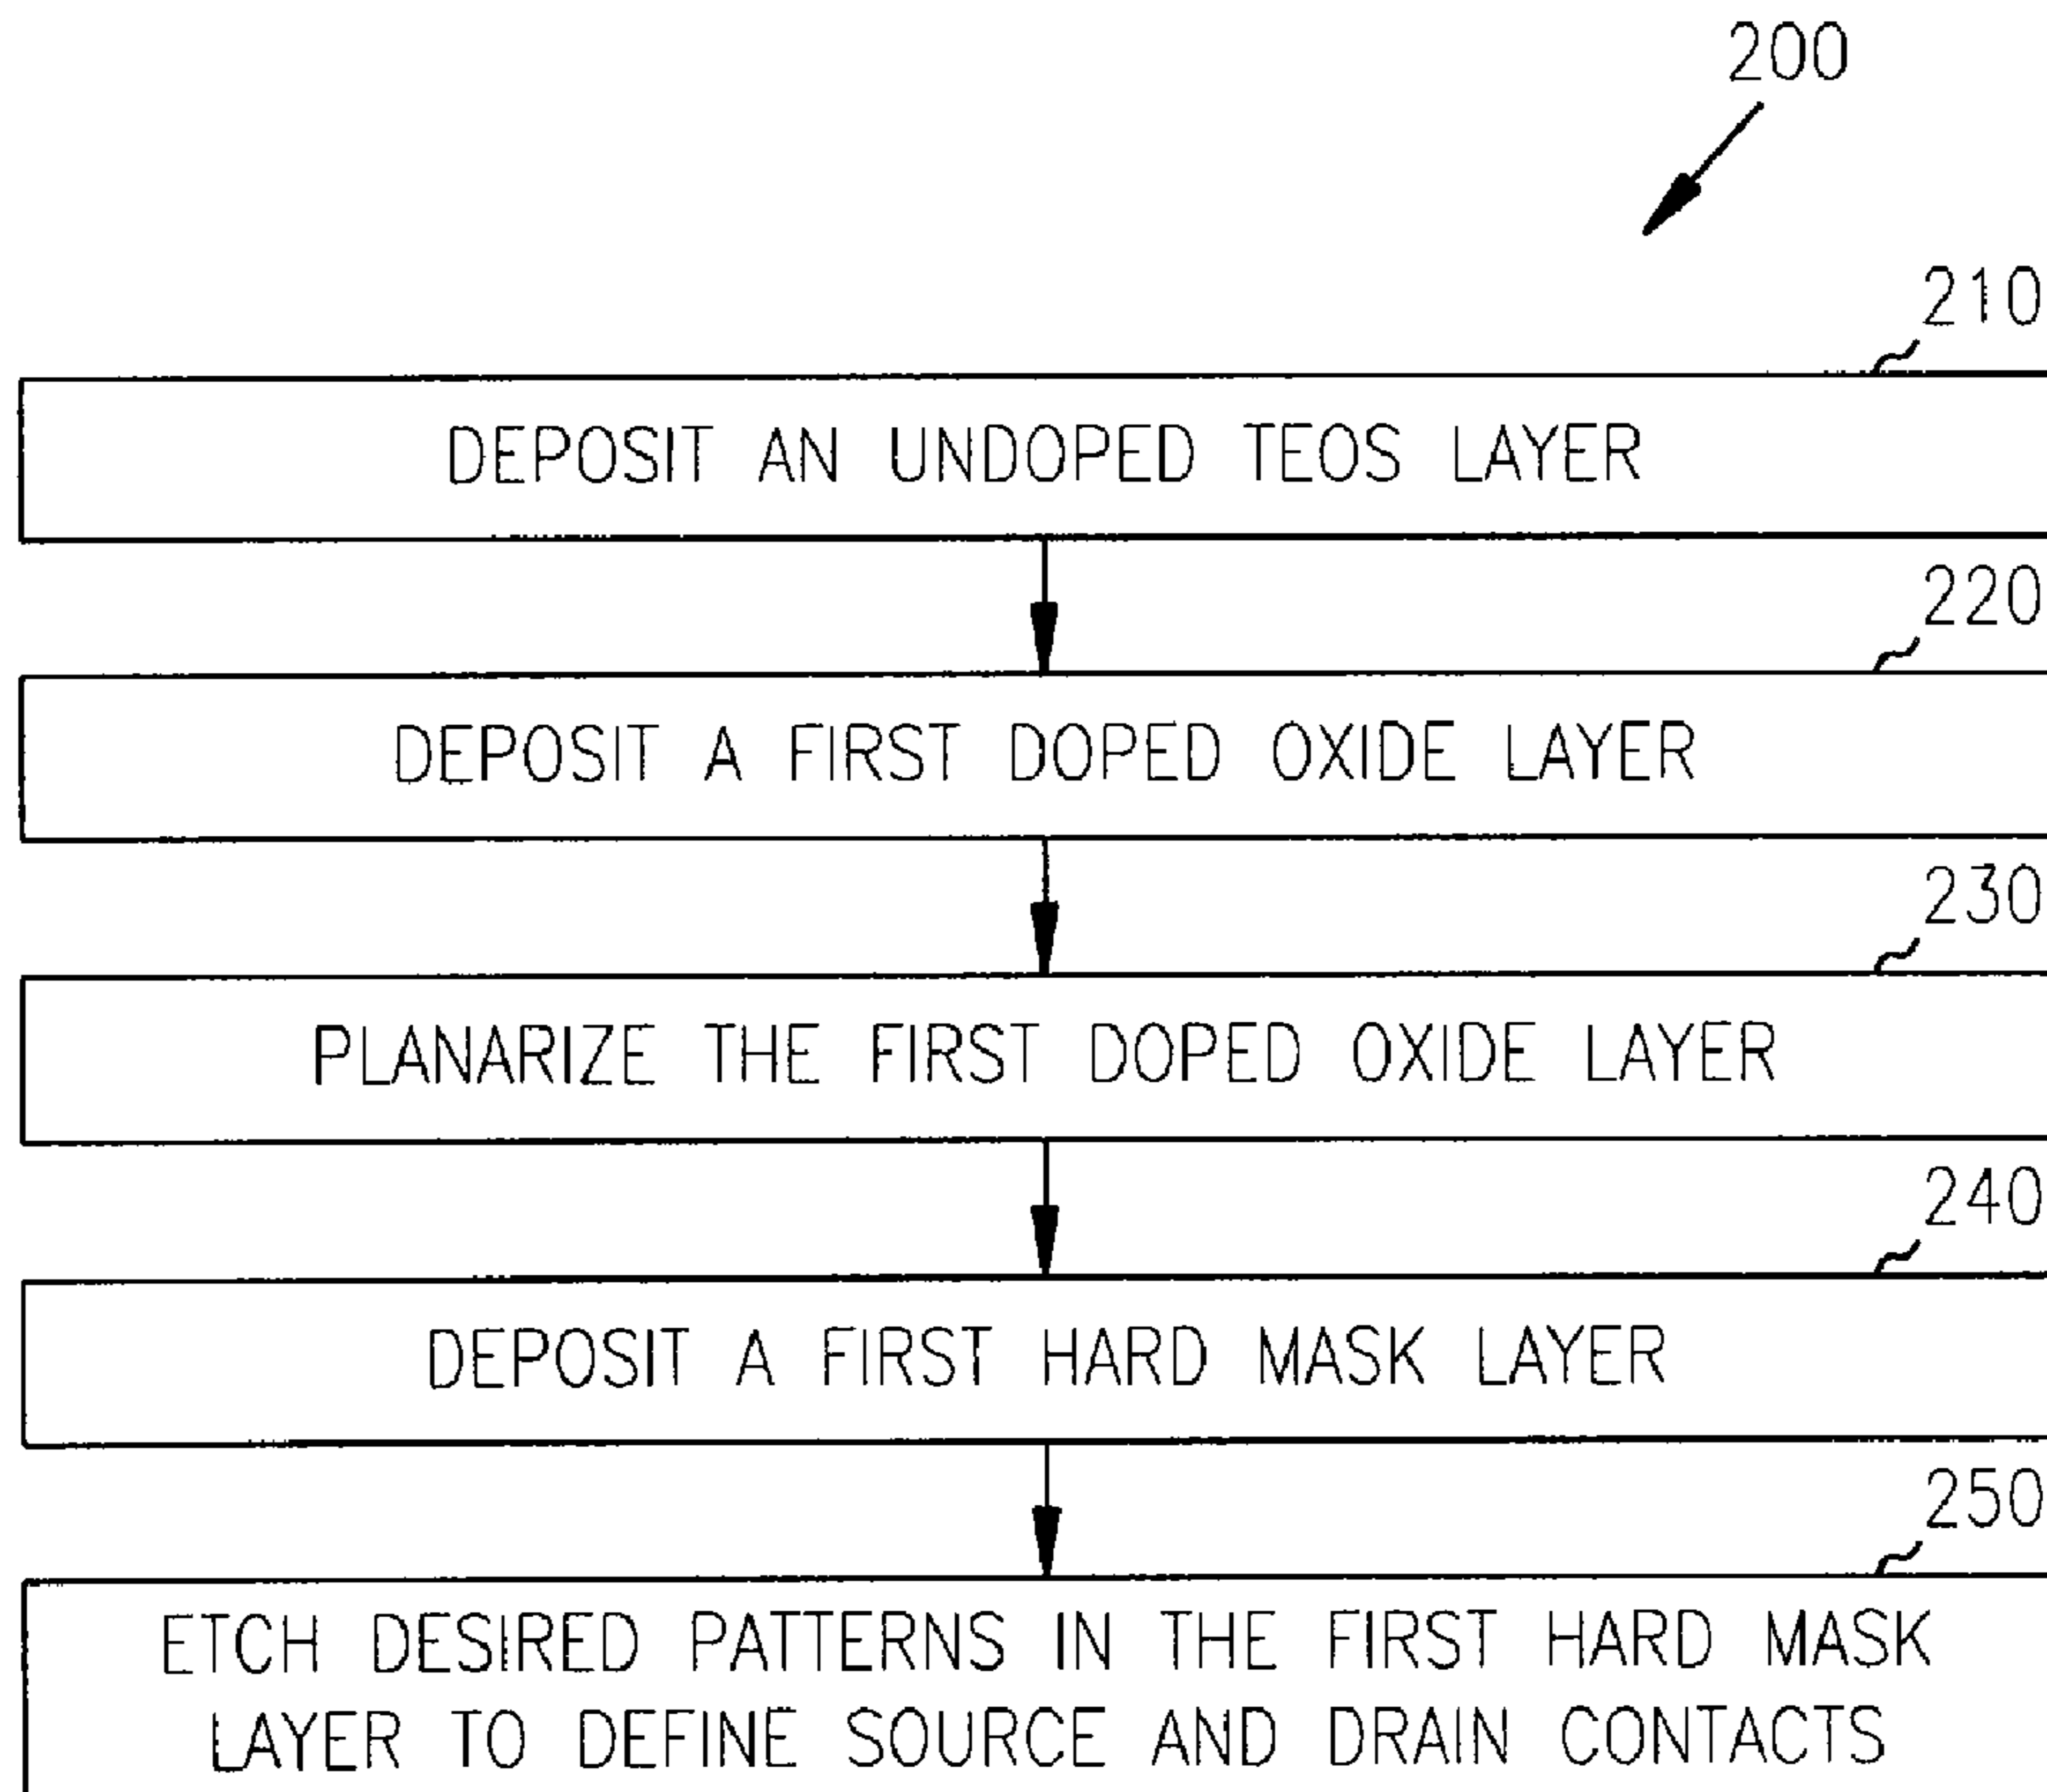 200
210
DEPOSIT AN UNDOPED TEOS LAYER
220
DEPOSIT A FIRST DOPED OXIDE LAYER
230
PLANARIZE THE FIRST DOPED OXIDE LAYER
240
DEPOSIT A FIRST HARD MASK LAYER
250
ETCH DESIRED PATTERNS IN THE FIRST HARD MASK
LAYER TO DEFINE SOURCE AND DRAIN CONTACTS